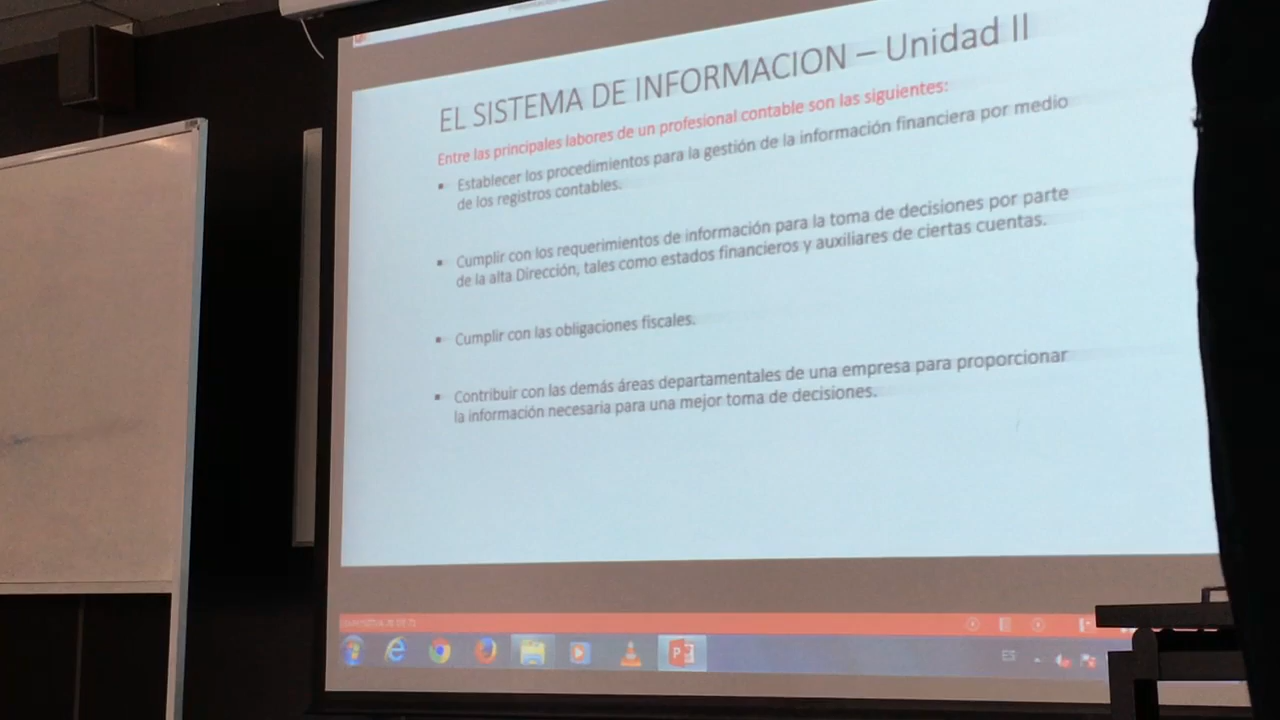 EL SISTEMA DE INFORMACION – Unidad II
Entre las principales labores de un profesional contable son las siguientes:
▪ Establecer los procedimientos para la gestión de la información financiera por medio
de los registros contables.
▪ Cumplir con los requerimientos de información para la toma de decisiones por parte
de la alta Dirección, tales como estados financieros y auxiliares de ciertas cuentas.
▪ Cumplir con las obligaciones fiscales.
▪ Contribuir con las demás áreas departamentales de una empresa para proporcionar
la información necesaria para una mejor toma de decisiones.
ES